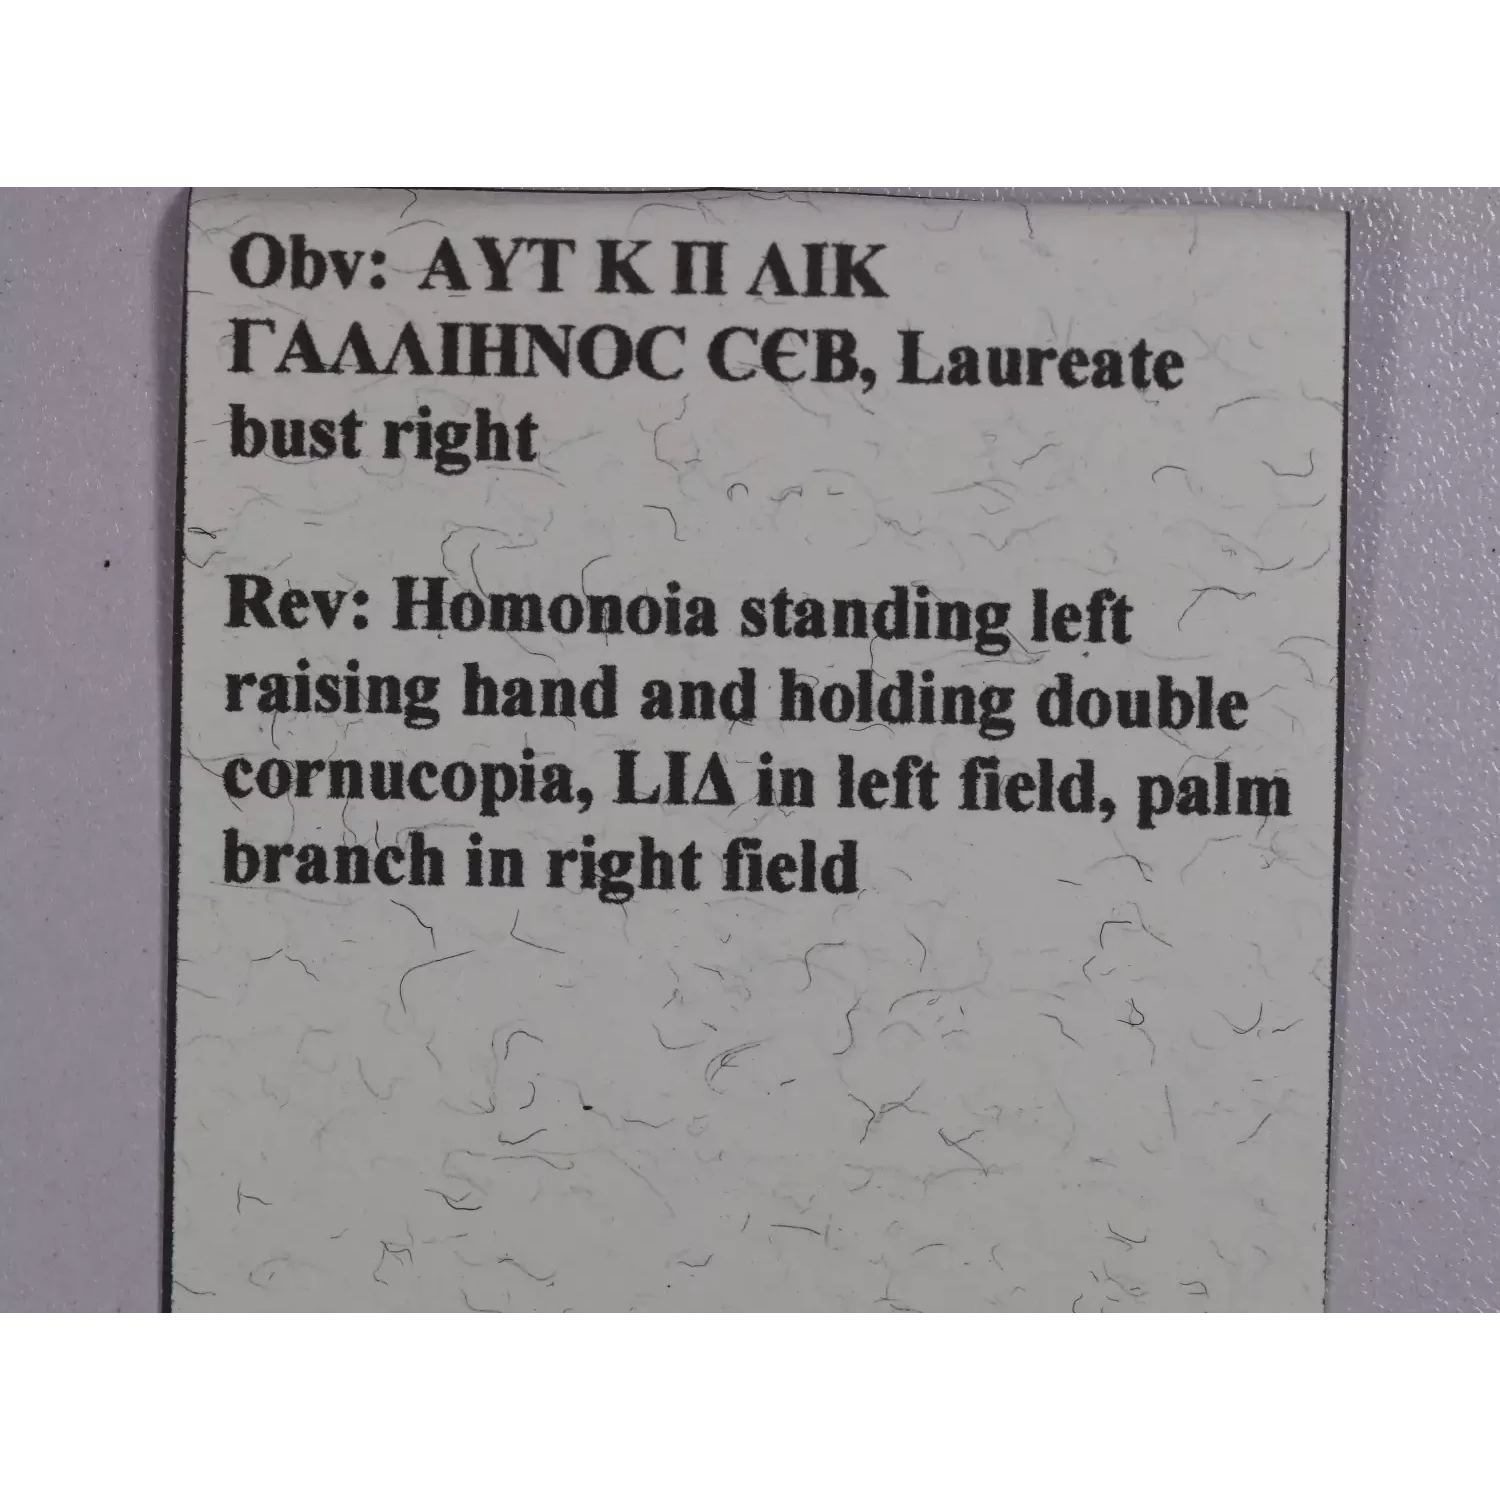 Obv: ΑΥΤ Κ Π ΛΙΚ
ΓΑΛΛΙΗΝΟC CЄΒ, Laureate
bust right
Rev: Homonoia standing left
raising hand and holding double
cornucopia, LIΔ in left field, palm
branch in right field